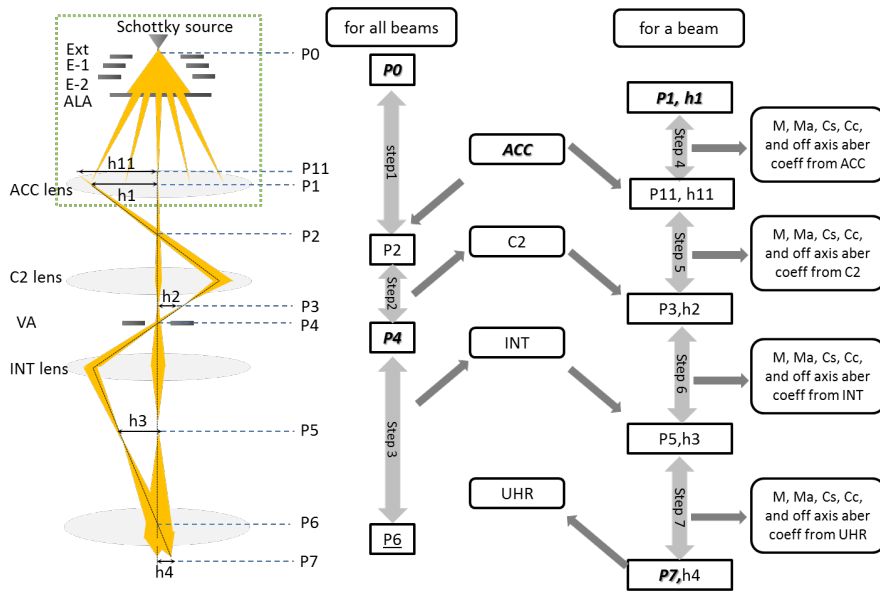 Schottky source
Ext
E-1
E-2
ALA
h11
ACC lens
h1
C2 lens
h2
VA
INT lens
h3
h4
P0
P11
P1
P2
P3
P4
P5
P6
P7
for all beams
P0
step1
P2
Step2
P4
Step 3
P6
ACC
C2
INT
UHR
for a beam
P1, h1
Step 4
P11, h11
Step 5
P3,h2
Step 6
P5,h3
Step 7
P7,h4
M, Ma, Cs, Cc,
and off axis aber
coeff from ACC
M, Ma, Cs, Cc,
and off axis aber
coeff from C2
M, Ma, Cs, Cc,
and off axis aber
coeff from INT
M, Ma, Cs, Cc,
and off axis aber
coeff from UHR